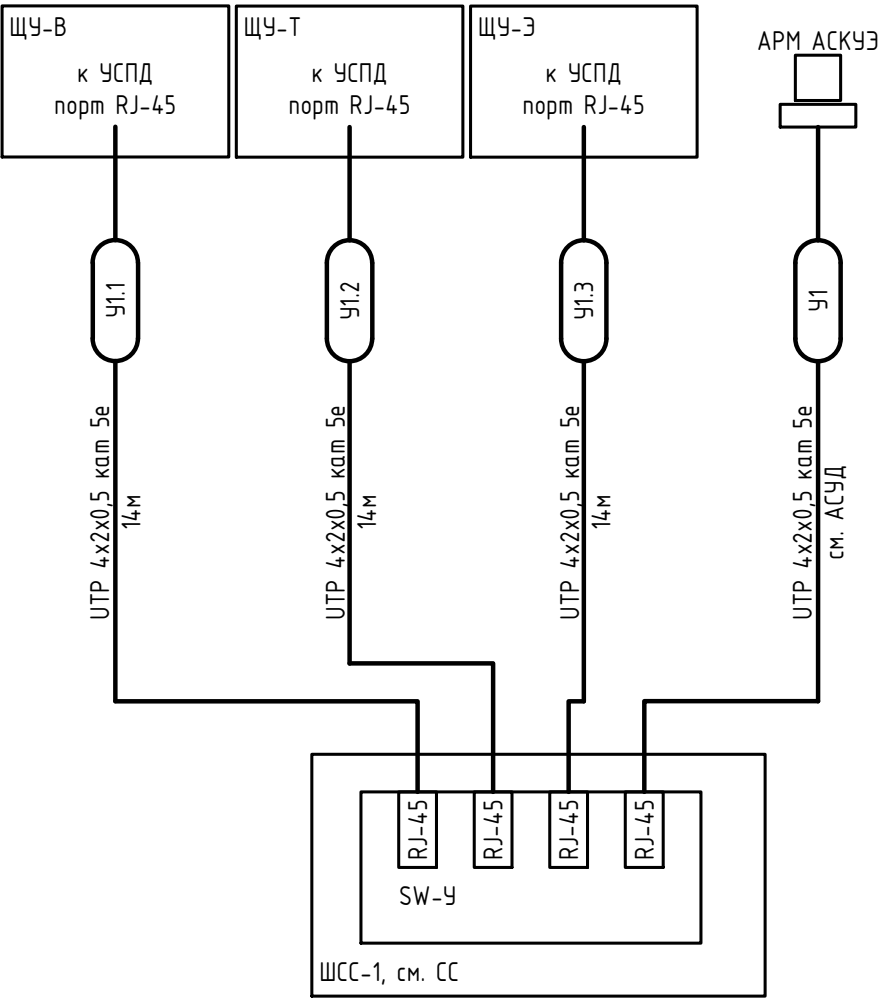 ЩУ-В
к УСПД
порт RJ-45
ЩУ-Т
к УСПД
порт RJ-45
ЩУ-Э
к УСПД
порт RJ-45
АРМ АСКУЭ
У1.1
У1.2
У1.3
У1
UTP 4х2х0,5 кат 5е
14м
UTP 4х2х0,5 кат 5е
14м
UTP 4х2х0,5 кат 5е
14м
UTP 4х2х0,5 кат 5е
см. АСУД
RJ-45
RJ-45
RJ-45
RJ-45
SW-У
ШСС-1, см. СС